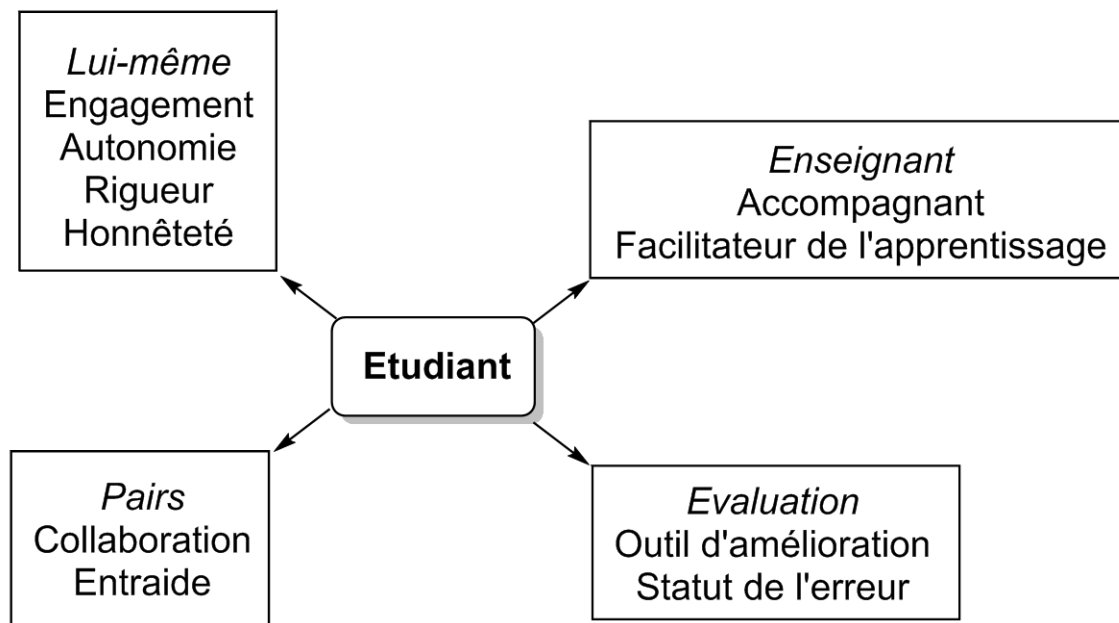 Lui-même
Engagement
Autonomie
Rigueur
Honnêteté
Enseignant
Accompagnant
Facilitateur de l'apprentissage
Etudiant
Pairs
Collaboration
Entraide
Evaluation
Outil d'amélioration
Statut de l'erreur